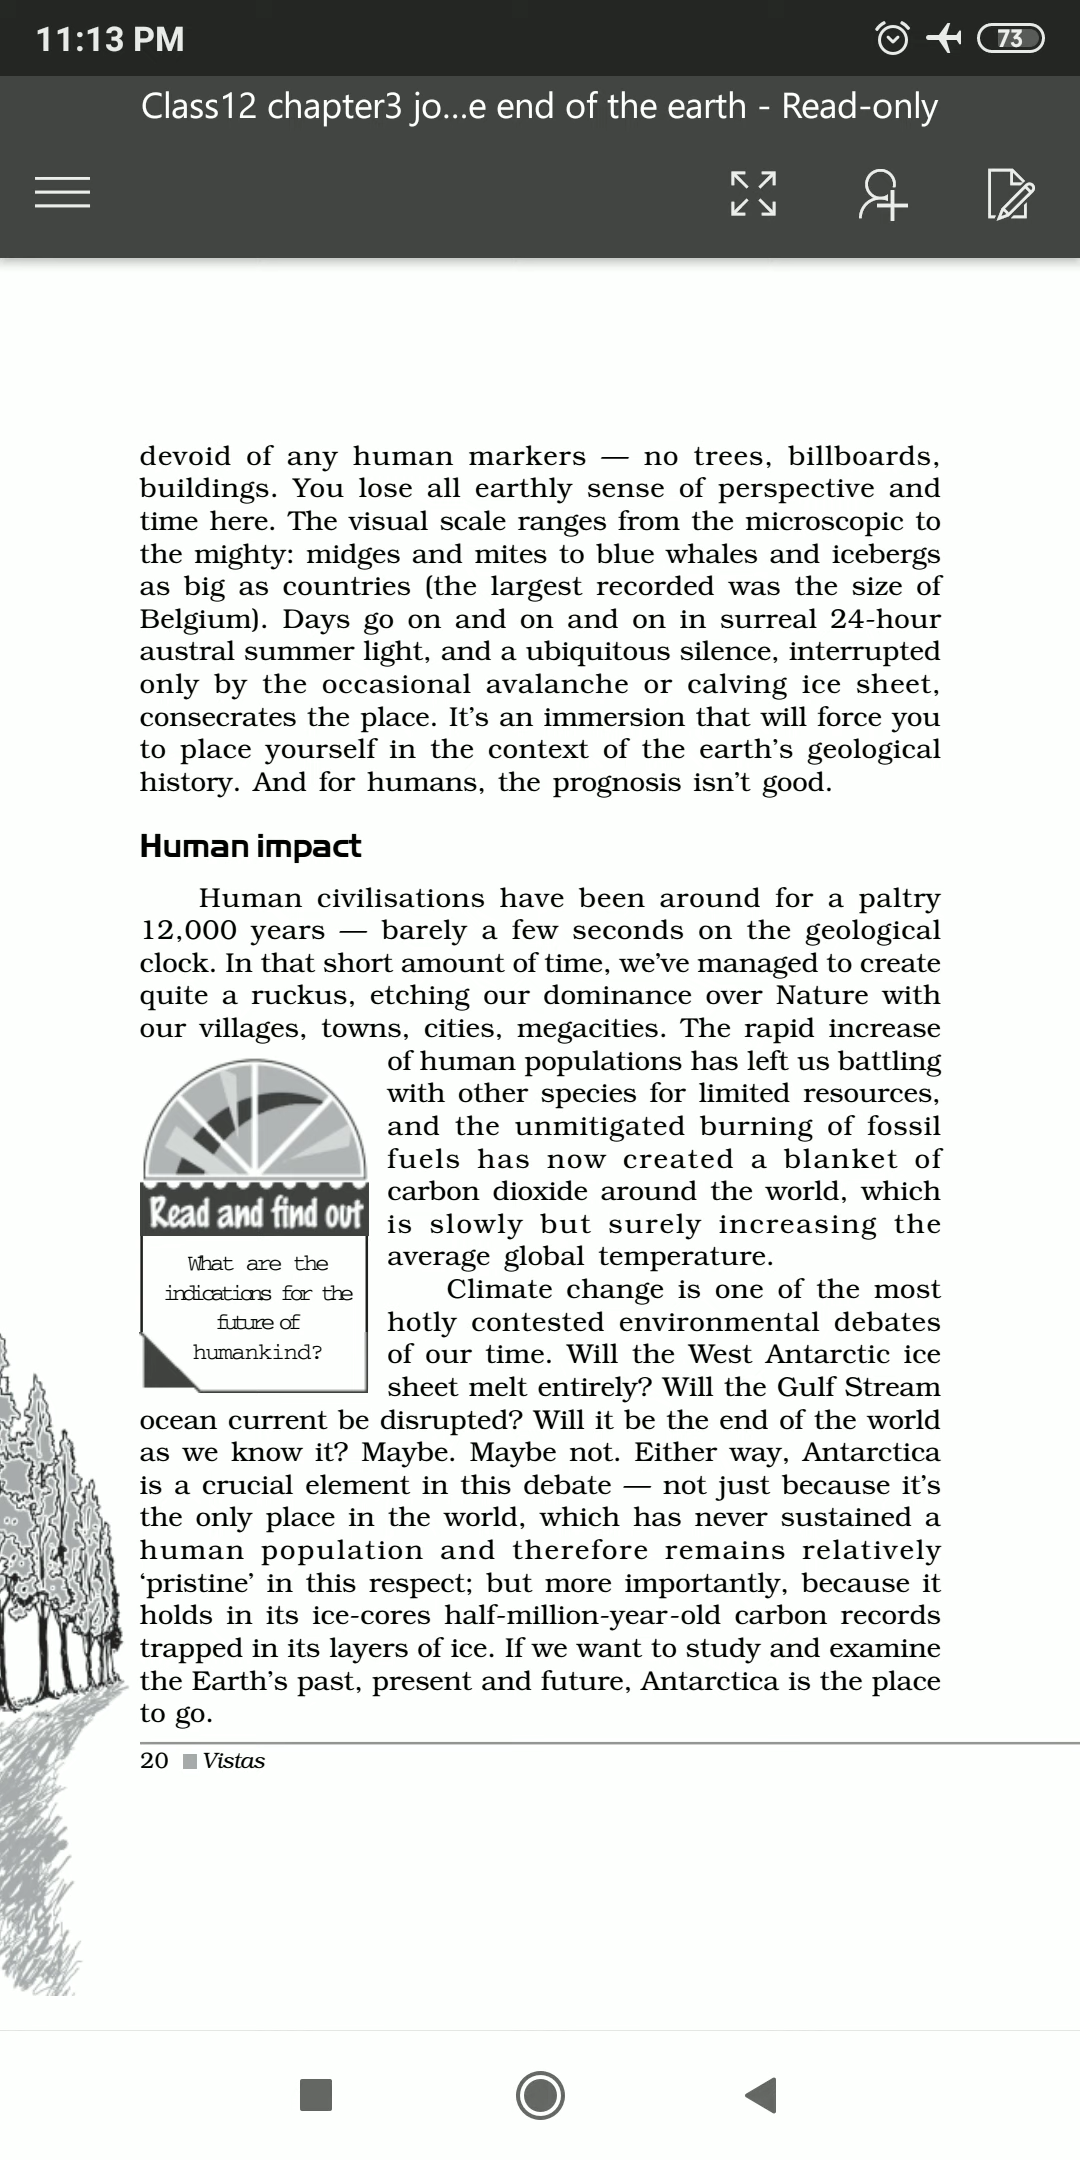 11:13 PM
73
Class12 chapter3 jo...e end of the earth - Read-only
devoid of any human markers — no trees, billboards,
buildings. You lose all earthly sense of perspective and
time here. The visual scale ranges from the microscopic to
the mighty: midges and mites to blue whales and icebergs
as big as countries (the largest recorded was the size of
Belgium). Days go on and on and on in surreal 24-hour
austral summer light, and a ubiquitous silence, interrupted
only by the occasional avalanche or calving ice sheet,
consecrates the place. It's an immersion that will force you
to place yourself in the context of the earth's geological
history. And for humans, the prognosis isn't good.
Human impact
Human civilisations have been around for a paltry
12,000 years — barely a few seconds on the geological
clock. In that short amount of time, we've managed to create
quite a ruckus, etching our dominance over Nature with
our villages, towns, cities, megacities. The rapid increase
of human populations has left us battling
with other species for limited resources,
and the unmitigated burning of fossil
fuels has now created a blanket of
carbon dioxide around the world, which
is slowly but surely increasing the
average global temperature.
Read and find out
What are the
indications for the
future of
humankind?
Climate change is one of the most
hotly contested environmental debates
of our time. Will the West Antarctic ice
sheet melt entirely? Will the Gulf Stream
ocean current be disrupted? Will it be the end of the world
as we know it? Maybe. Maybe not. Either way, Antarctica
is a crucial element in this debate — not just because it's
the only place in the world, which has never sustained a
human population and therefore remains relatively
'pristine' in this respect; but more importantly, because it
holds in its ice-cores half-million-year-old carbon records
trapped in its layers of ice. If we want to study and examine
the Earth's past, present and future, Antarctica is the place
to go.
20 Vistas